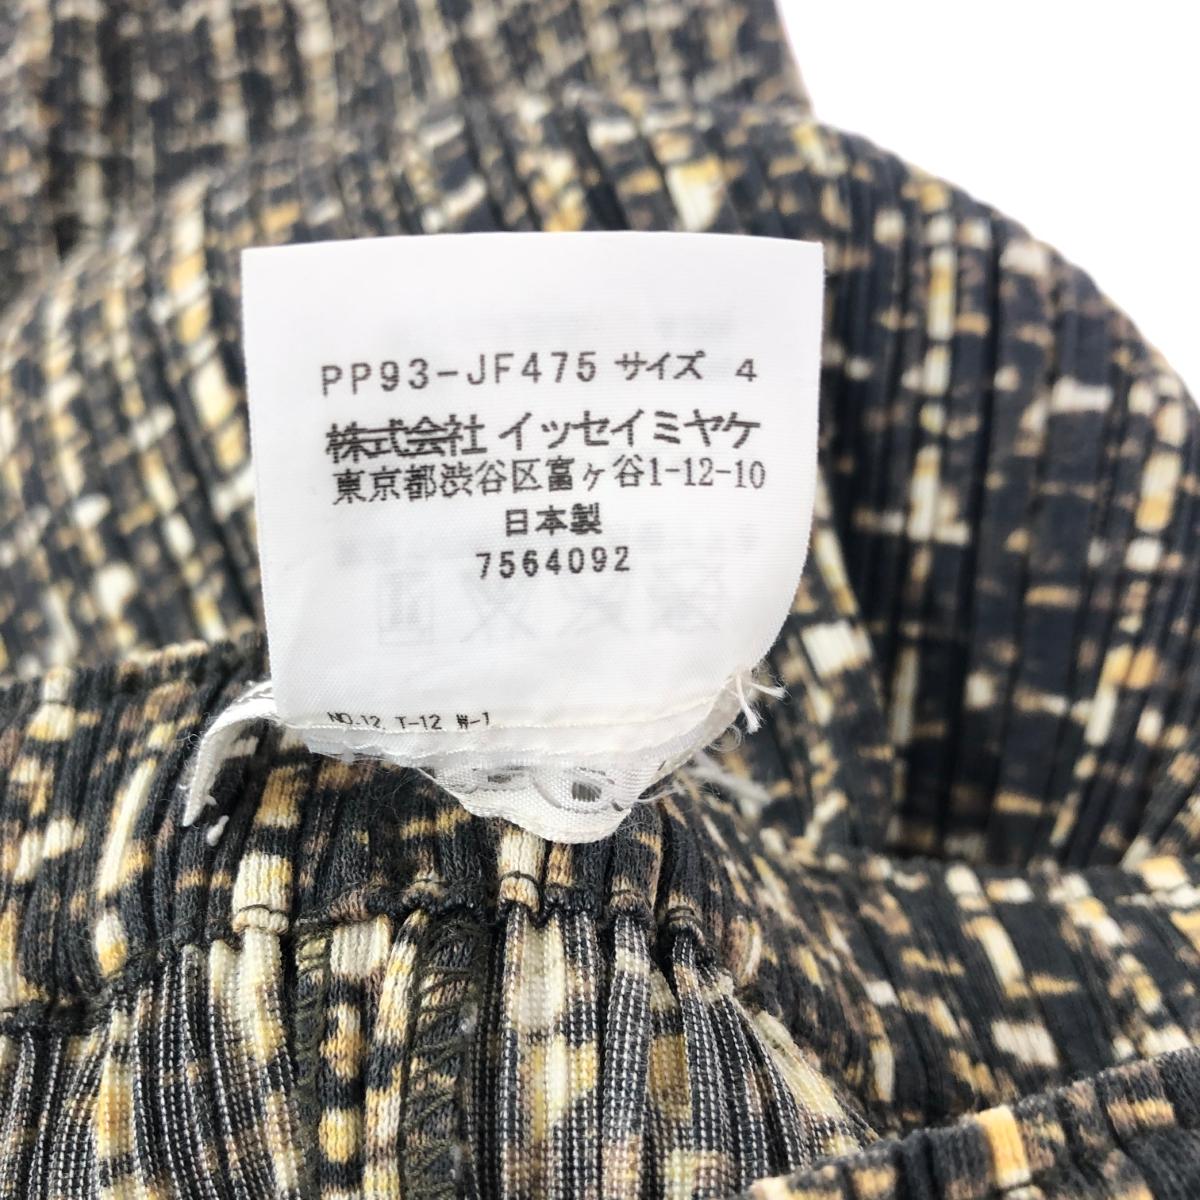 PP93-JF475 サイズ 4
株式会社 イッセイミヤケ
東京都渋谷区富ヶ谷1-12-10
日本製
7564092
NO.12 T-12 W-1